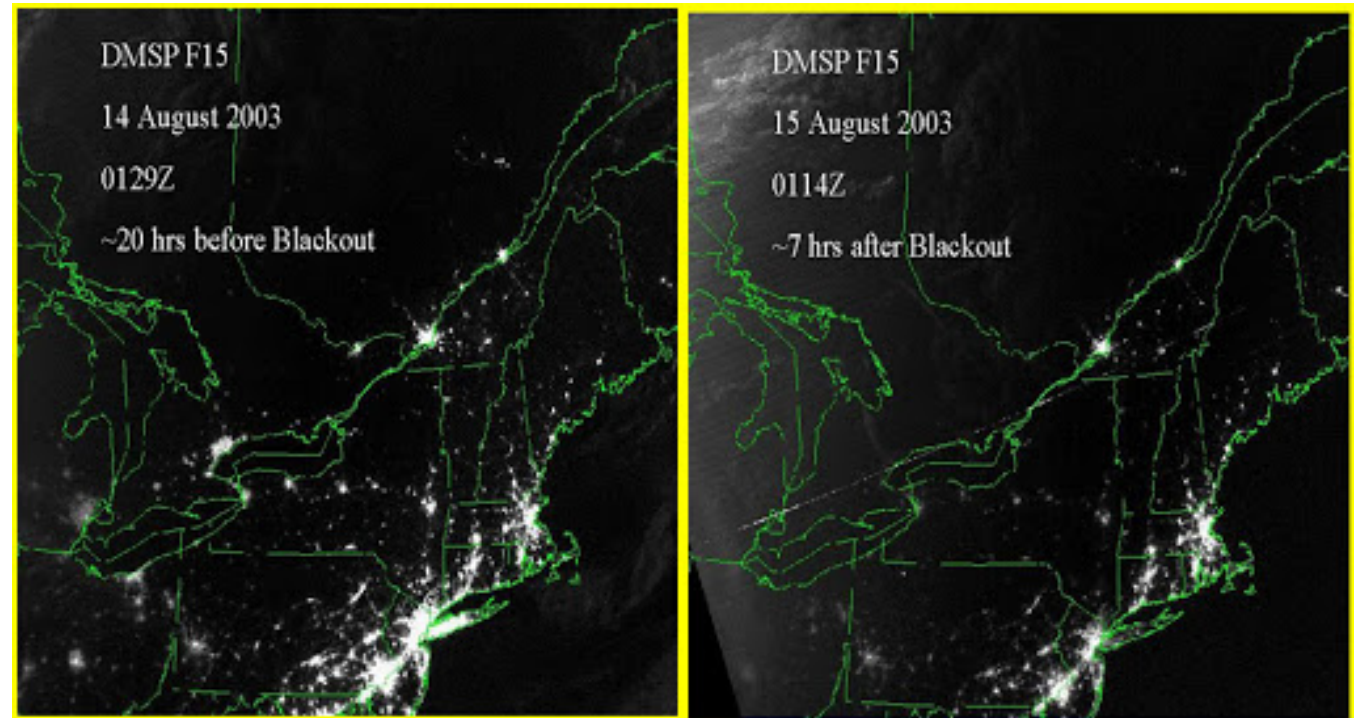 DMSP F15
14 August 2003
0129Z
~20 hrs before Blackout
DMSP F15
15 August 2003
0114Z
~7 hrs after Blackout